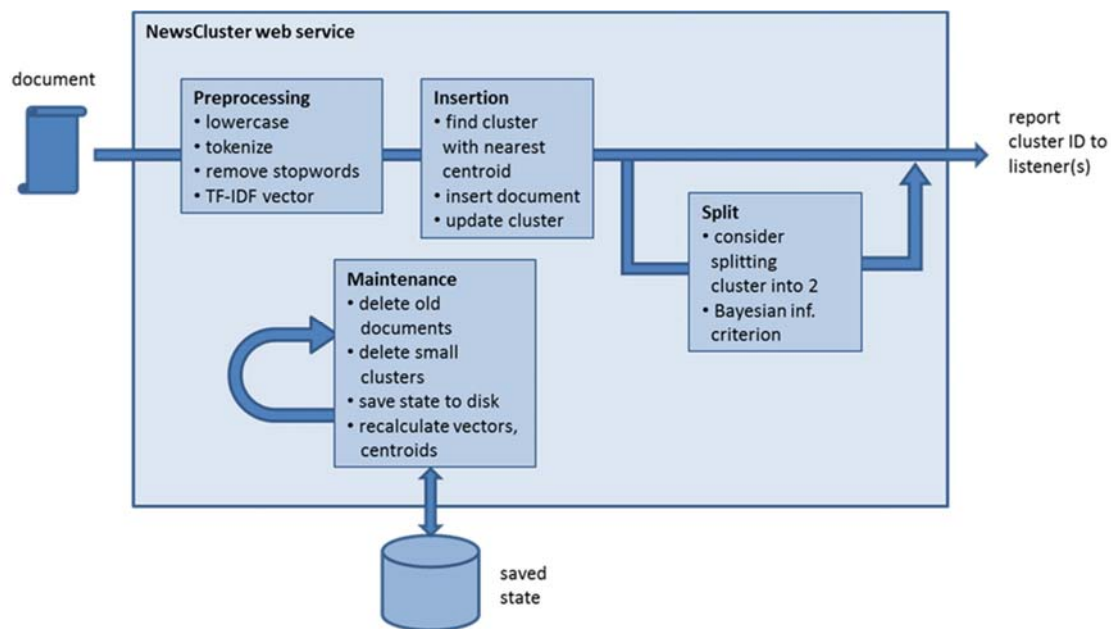 NewsCluster web service
document
Preprocessing
• lowercase
• tokenize
• remove stopwords
• TF-IDF vector
Insertion
• find cluster
with nearest
centroid
• insert document
• update cluster
report
cluster ID to
listener(s)
Split
• consider
splitting
cluster into 2
• Bayesian inf.
criterion
Maintenance
• delete old
documents
• delete small
clusters
• save state to disk
• recalculate vectors,
centroids
saved
state